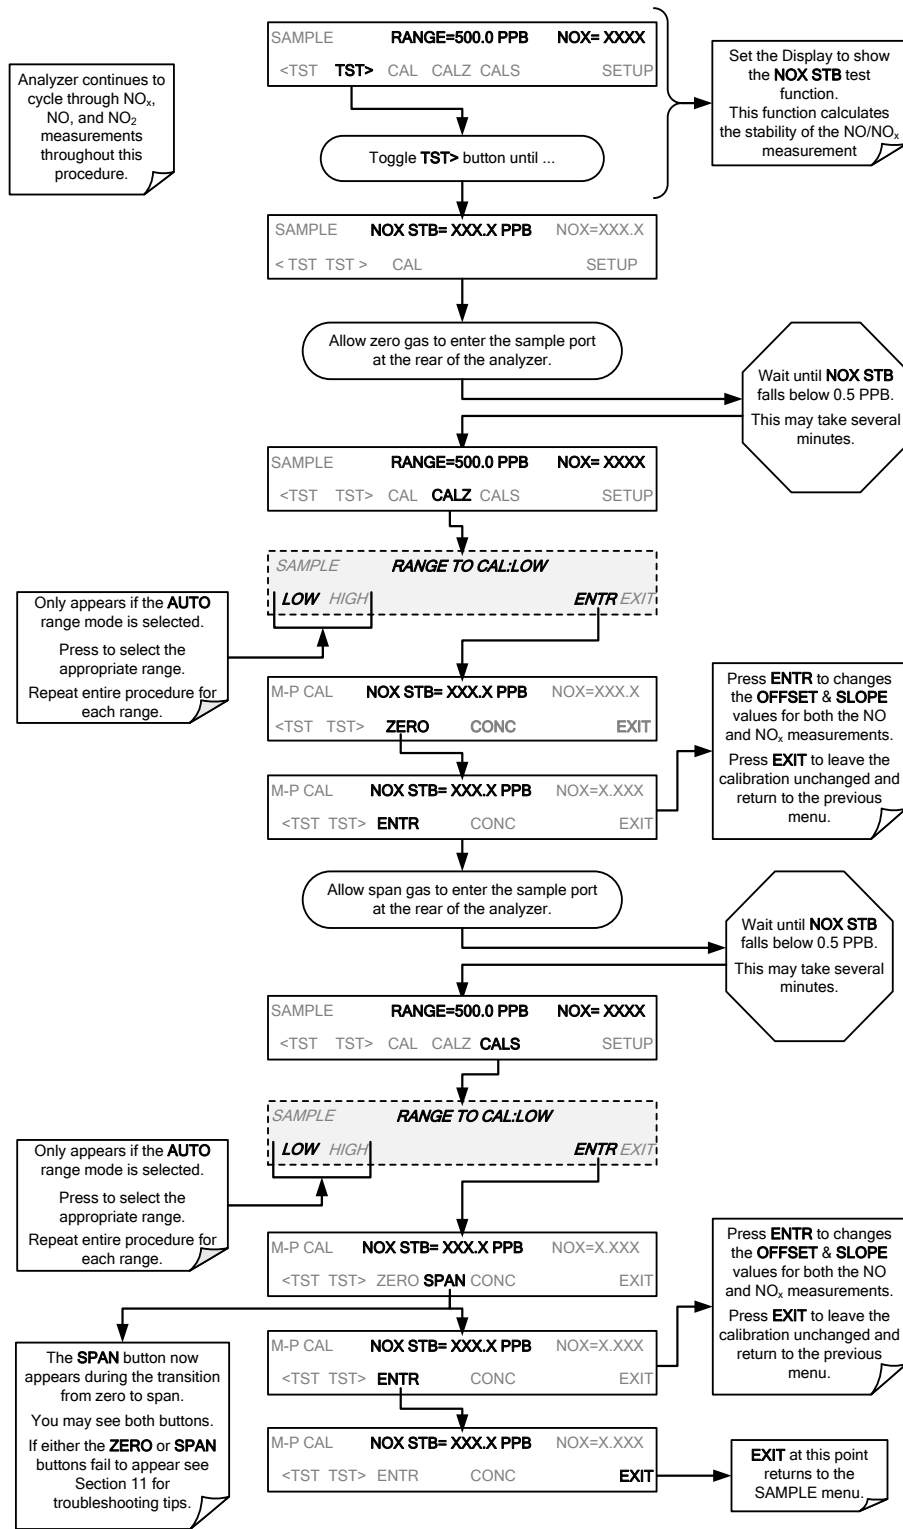 SAMPLE RANGE=500.0 PPB NOX= XXXX
<TST TST> CAL CALZ CALS SETUP
Set the Display to show
the NOX STB test
function.
This function calculates
the stability of the NO/NOx
measurement
Analyzer continues to
cycle through NOx,
NO, and NO2
measurements
throughout this
procedure.
Toggle TST> button until ...
SAMPLE NOX STB= XXX.X PPB NOX=XXX.X
< TST TST > CAL SETUP
Allow zero gas to enter the sample port
at the rear of the analyzer.
Wait until NOX STB
falls below 0.5 PPB.
This may take several
minutes.
SAMPLE RANGE=500.0 PPB NOX= XXXX
<TST TST> CAL CALZ CALS SETUP
SAMPLE RANGE TO CAL:LOW
LOW HIGH ENTR EXIT
Only appears if the AUTO
range mode is selected.
Press to select the
appropriate range.
Repeat entire procedure for
each range.
M-P CAL NOX STB= XXX.X PPB NOX=XXX.X
<TST TST> ZERO CONC EXIT
Press ENTR to changes
the OFFSET & SLOPE
values for both the NO
and NOx measurements.
Press EXIT to leave the
calibration unchanged and
return to the previous
menu.
M-P CAL NOX STB= XXX.X PPB NOX=X.XXX
<TST TST> ENTR CONC EXIT
Allow span gas to enter the sample port
at the rear of the analyzer.
Wait until NOX STB
falls below 0.5 PPB.
This may take several
minutes.
SAMPLE RANGE=500.0 PPB NOX= XXXX
<TST TST> CAL CALZ CALS SETUP
SAMPLE RANGE TO CAL:LOW
LOW HIGH ENTR EXIT
Only appears if the AUTO
range mode is selected.
Press to select the
appropriate range.
Repeat entire procedure for
each range.
M-P CAL NOX STB= XXX.X PPB NOX=X.XXX
<TST TST> ZERO SPAN CONC EXIT
Press ENTR to changes
the OFFSET & SLOPE
values for both the NO
and NOx measurements.
Press EXIT to leave the
calibration unchanged and
return to the previous
menu.
The SPAN button now
appears during the transition
from zero to span.
You may see both buttons.
If either the ZERO or SPAN
buttons fail to appear see
Section 11 for
troubleshooting tips.
M-P CAL NOX STB= XXX.X PPB NOX=X.XXX
<TST TST> ENTR CONC EXIT
M-P CAL NOX STB= XXX.X PPB NOX=X.XXX
<TST TST> ENTR CONC EXIT
EXIT at this point
returns to the
SAMPLE menu.